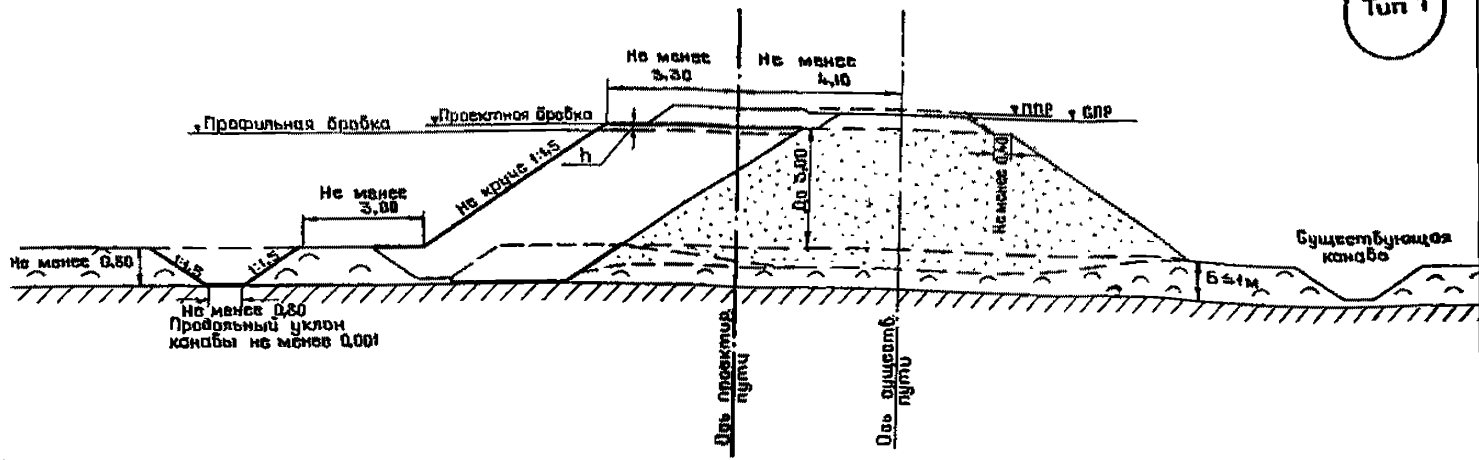 Тип 1
Не менее
3,30
Не менее
4,10
Профильная бровка
Проектная бровка
ППР
СПР
h
Не круче 1:1,5
До 3,00
Не менее 0,40
Не менее
3,00
Не менее 0,60
1:1,5
1:1,5
Существующая
канава
Б≤1м
Не менее 0,80
Продольный уклон
канавы не менее 0,001
Ось проектир.
пути
Ось существ.
пути